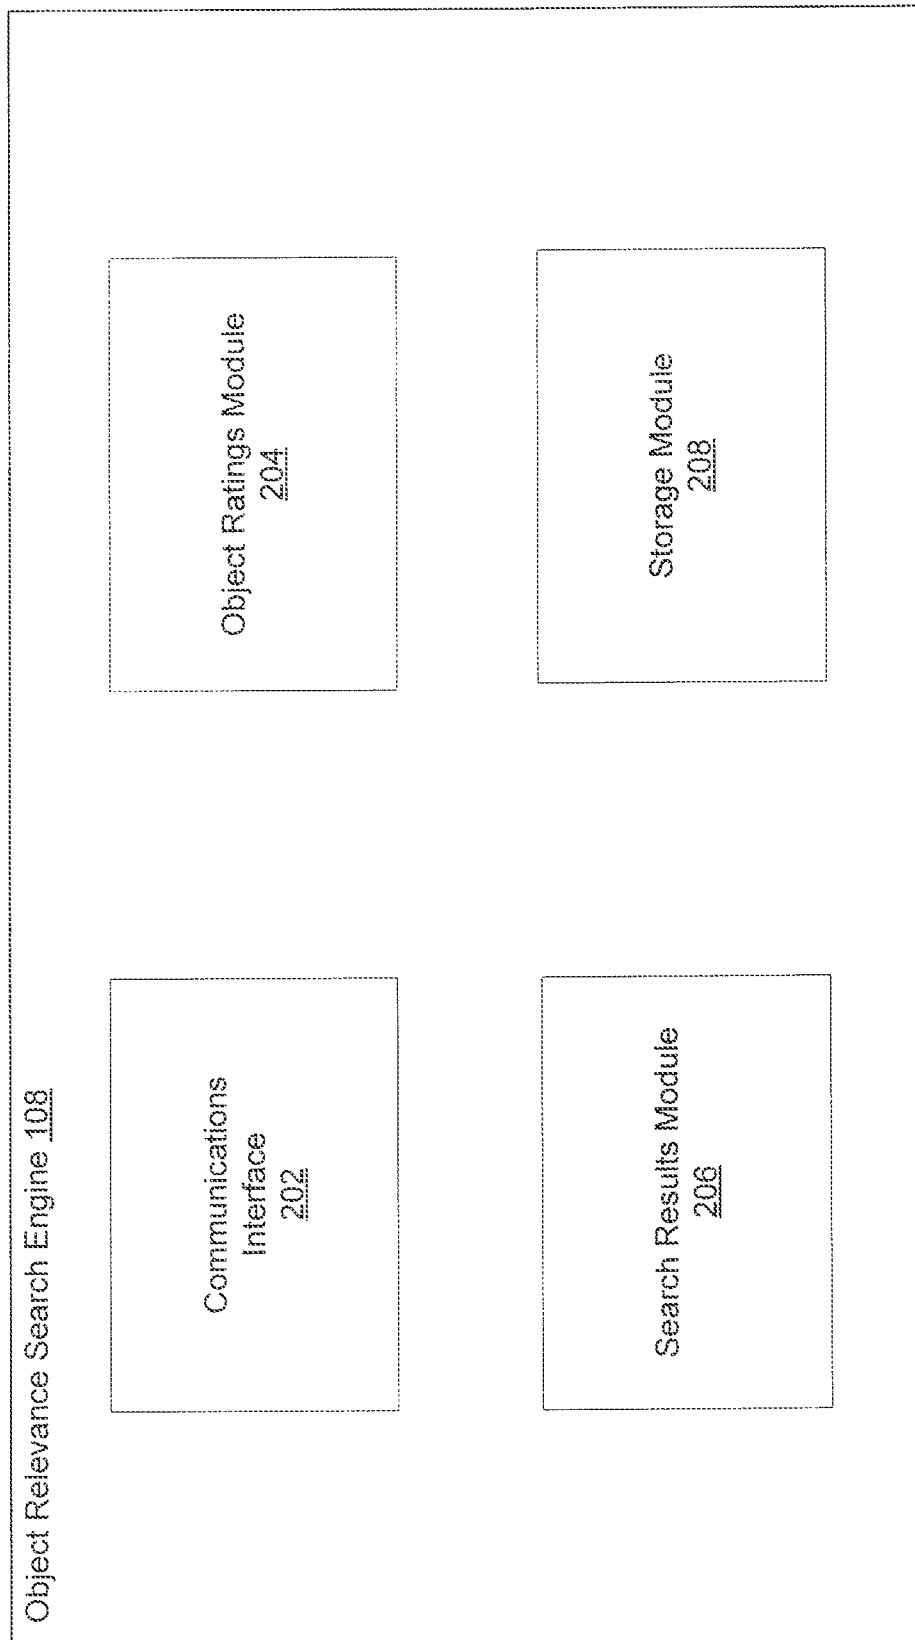 Object Relevance Search Engine 108
Communications
Interface
202
Object Ratings Module
204
Search Results Module
206
Storage Module
208